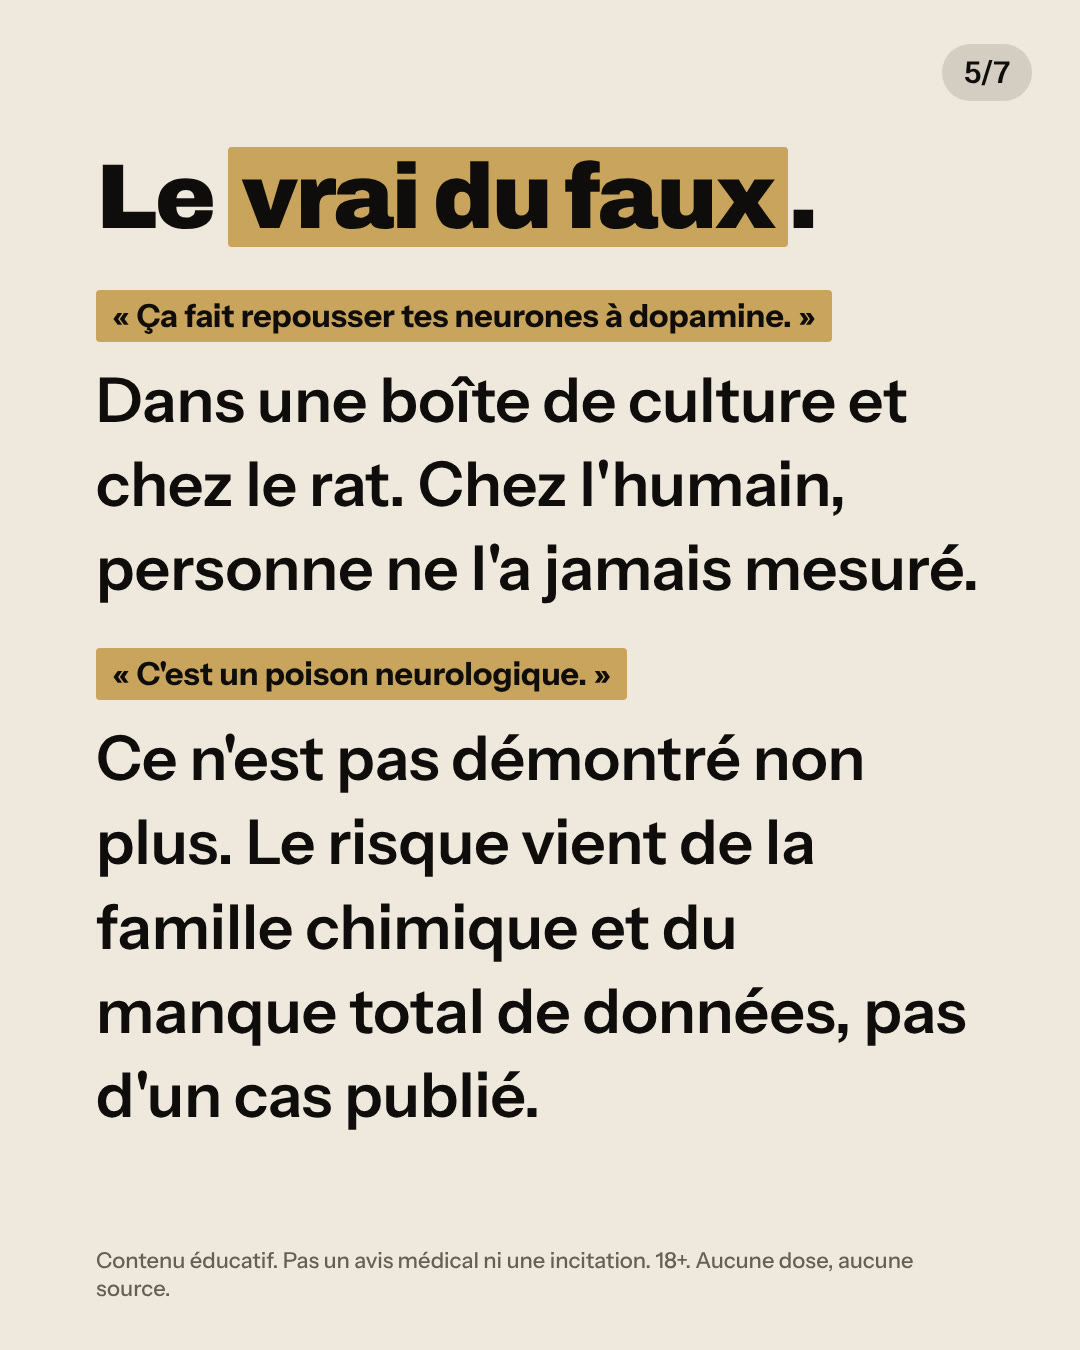 5/7
Le vrai du faux.
« Ça fait repousser tes neurones à dopamine. »
Dans une boîte de culture et
chez le rat. Chez l'humain,
personne ne l'a jamais mesuré.
« C'est un poison neurologique. »
Ce n'est pas démontré non
plus. Le risque vient de la
famille chimique et du
manque total de données, pas
d'un cas publié.
Contenu éducatif. Pas un avis médical ni une incitation. 18+. Aucune dose, aucune
source.